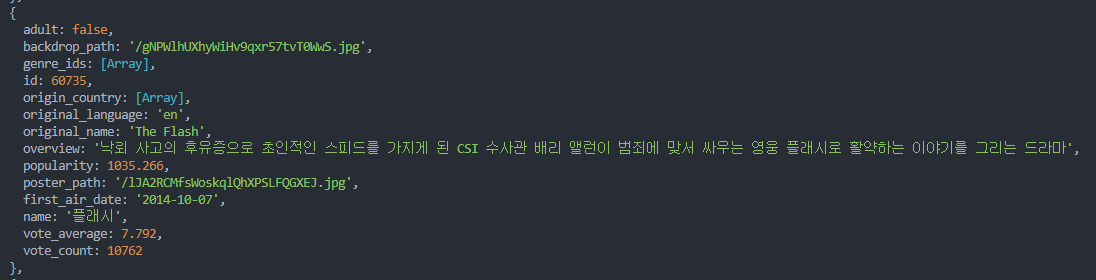 {
adult: false,
backdrop_path: '/gNPWlhUXhyWiHv9qxr57tvT0WwS.jpg',
genre_ids: [Array],
id: 60735,
origin_country: [Array],
original_language: 'en',
original_name: 'The Flash',
overview: '낙뢰 사고의 후유증으로 초인적인 스피드를 가지게 된 CSI 수사관 배리 앨런이 범죄에 맞서 싸우는 영웅 플래시로 활약하는 이야기를 그리는 드라마',
popularity: 1035.266,
poster_path: '/lJA2RCMfsWoskqlQhXPSLFQGXEJ.jpg',
first_air_date: '2014-10-07',
name: '플래시',
vote_average: 7.792,
vote_count: 10762
},